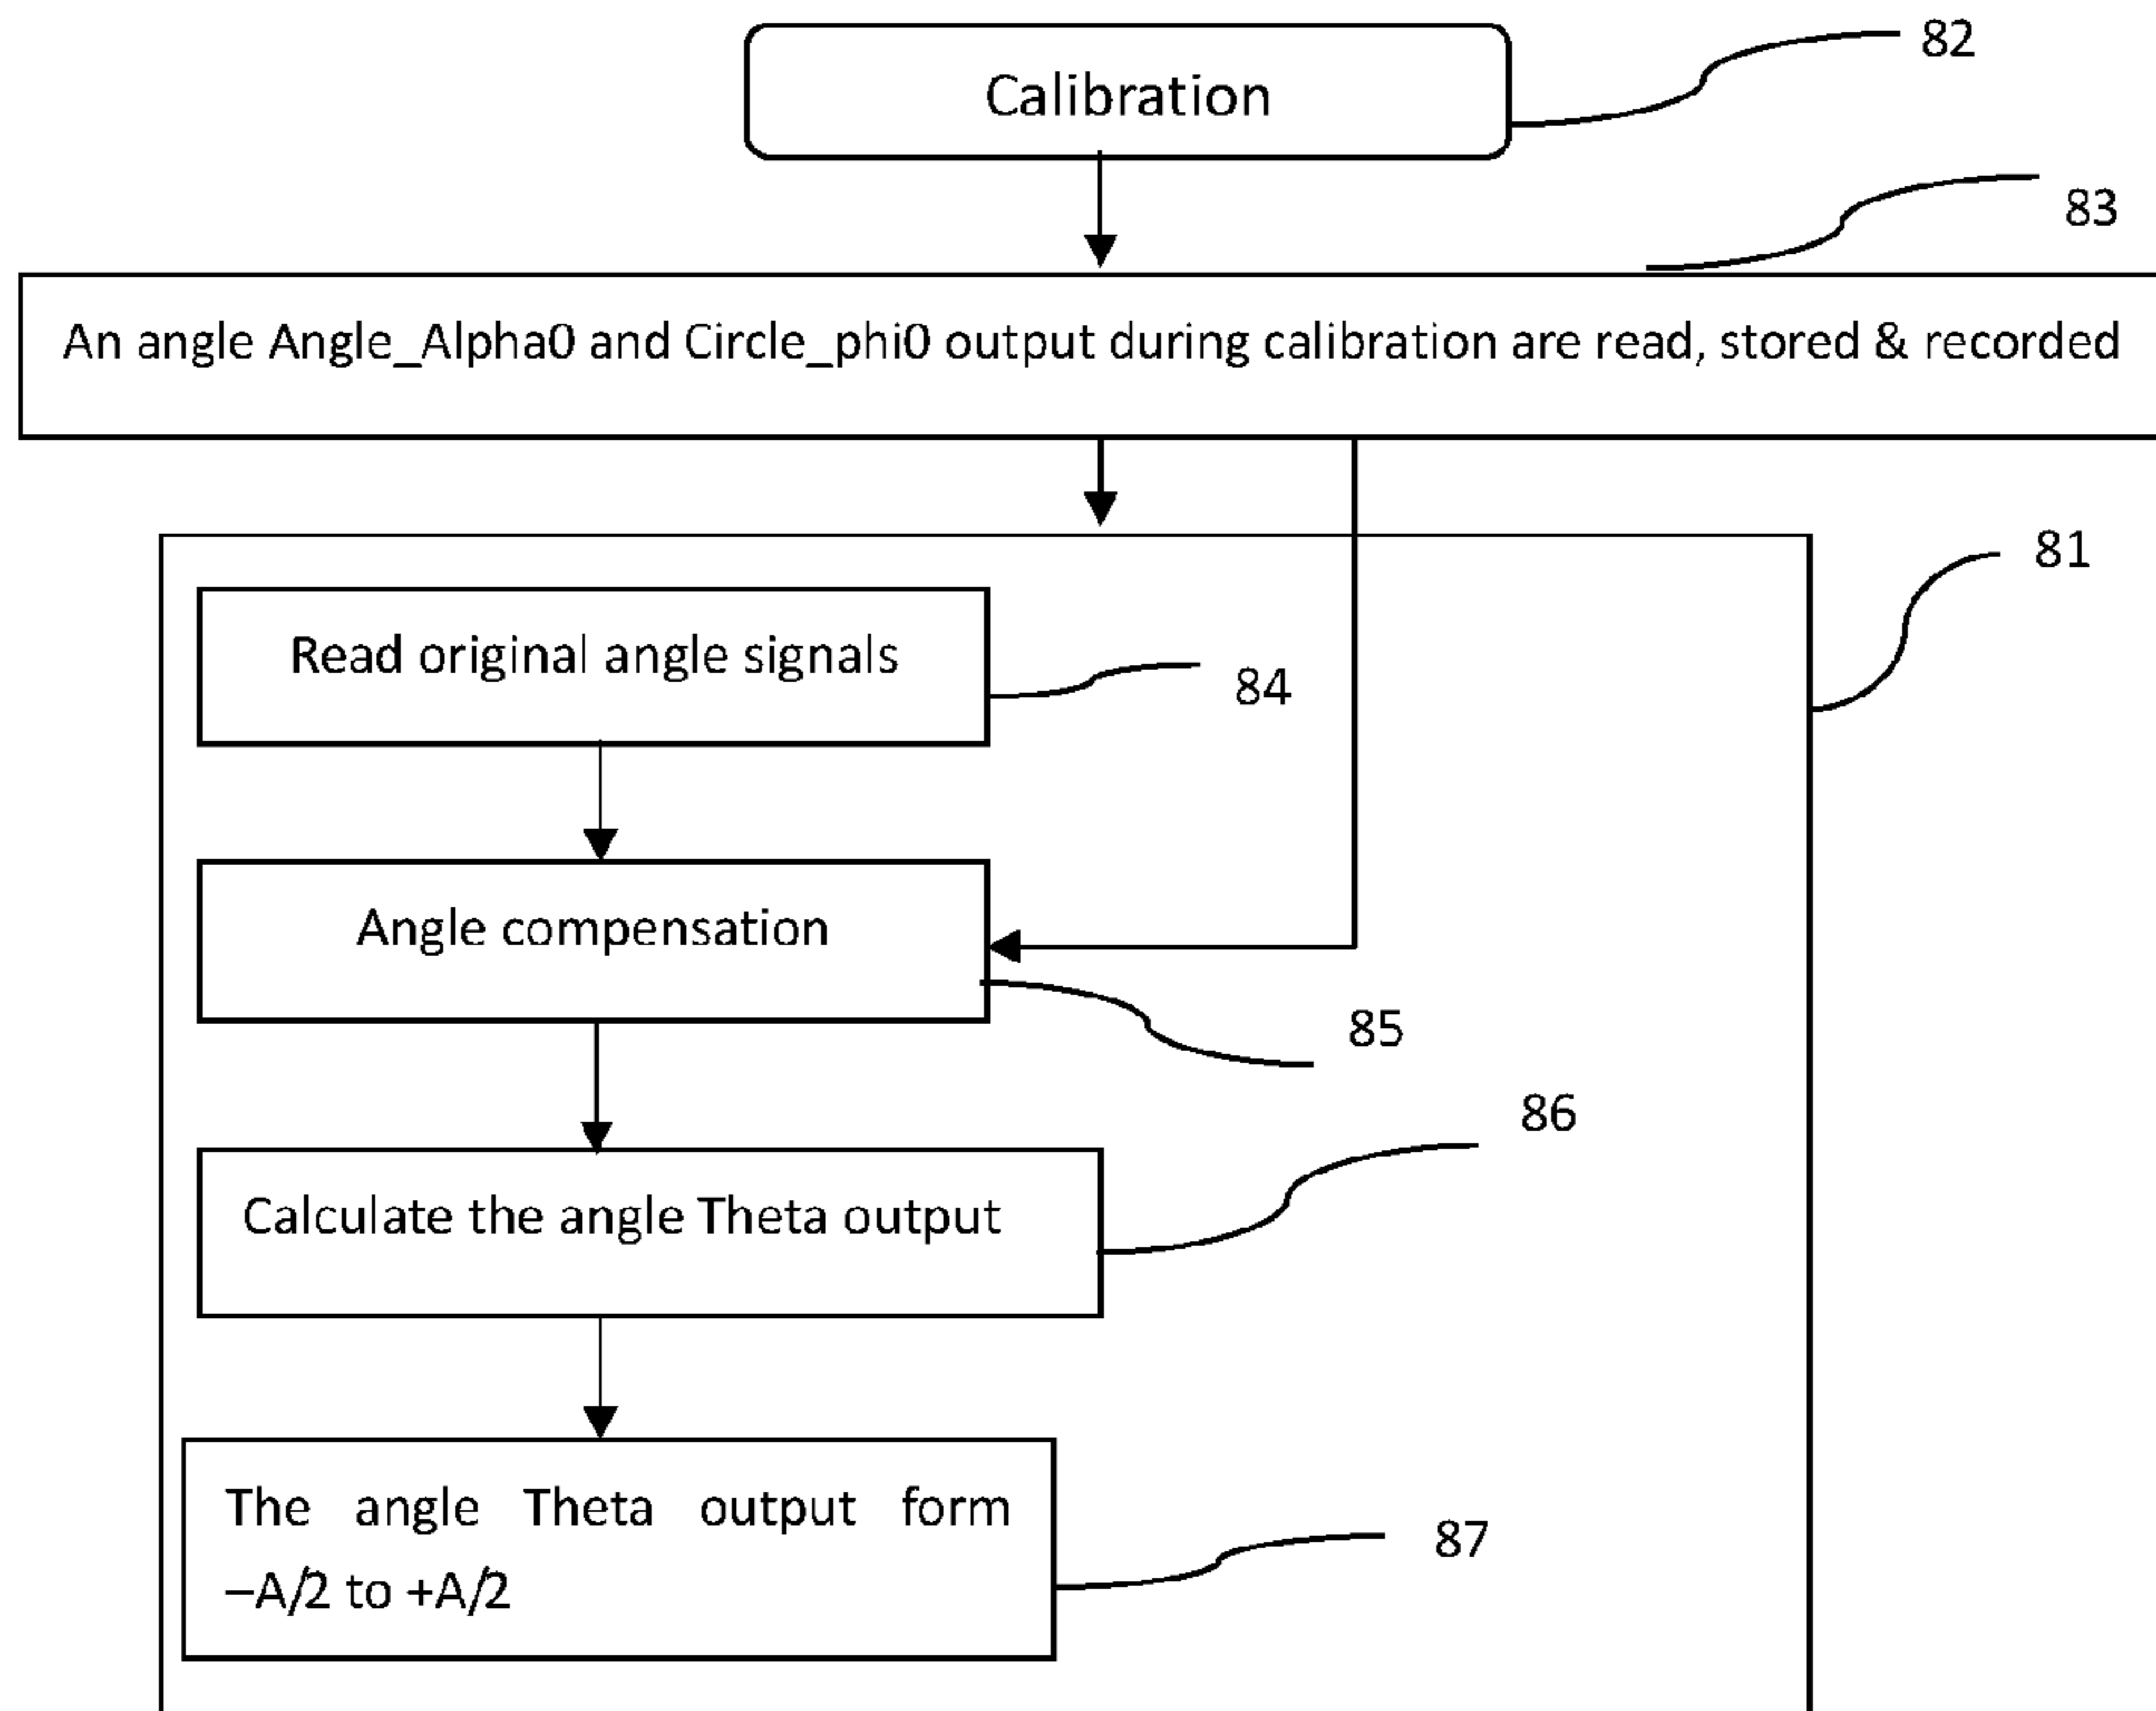 Calibration
82
83
An angle Angle_Alpha0 and Circle_phi0 output during calibration are read, stored & recorded
81
Read original angle signals
84
Angle compensation
85
86
Calculate the angle Theta output
The angle Theta output form
–A/2 to +A/2
87